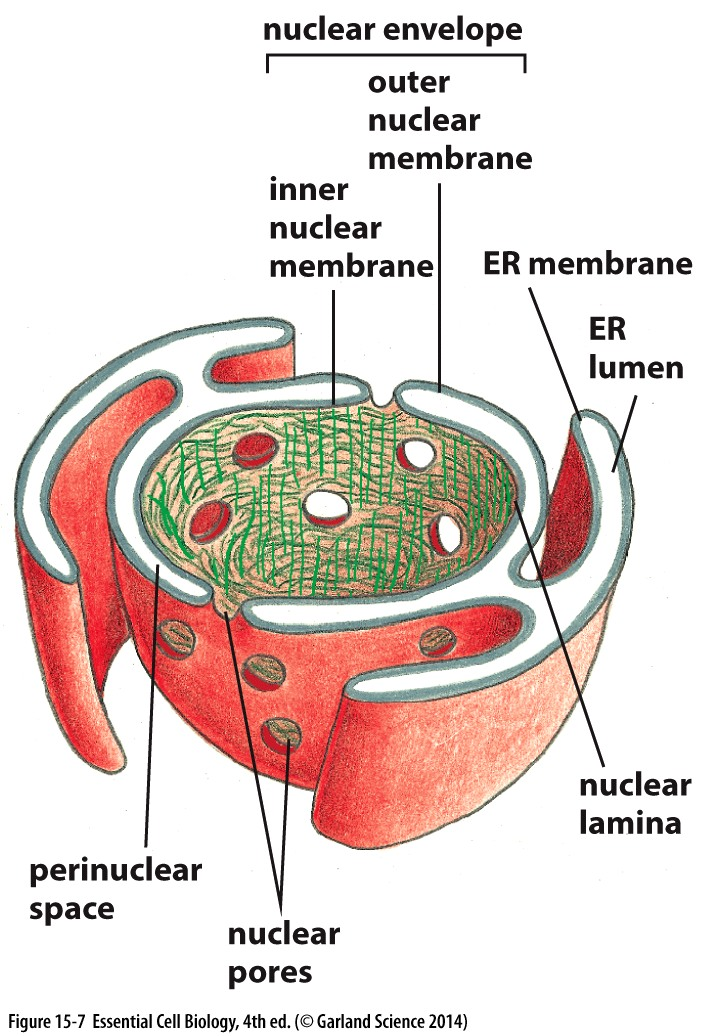 nuclear envelope
outer
nuclear
membrane
inner
nuclear
membrane
ER membrane
ER
lumen
nuclear
lamina
perinuclear
space
nuclear
pores
Figure 15-7 Essential Cell Biology, 4th ed. (© Garland Science 2014)